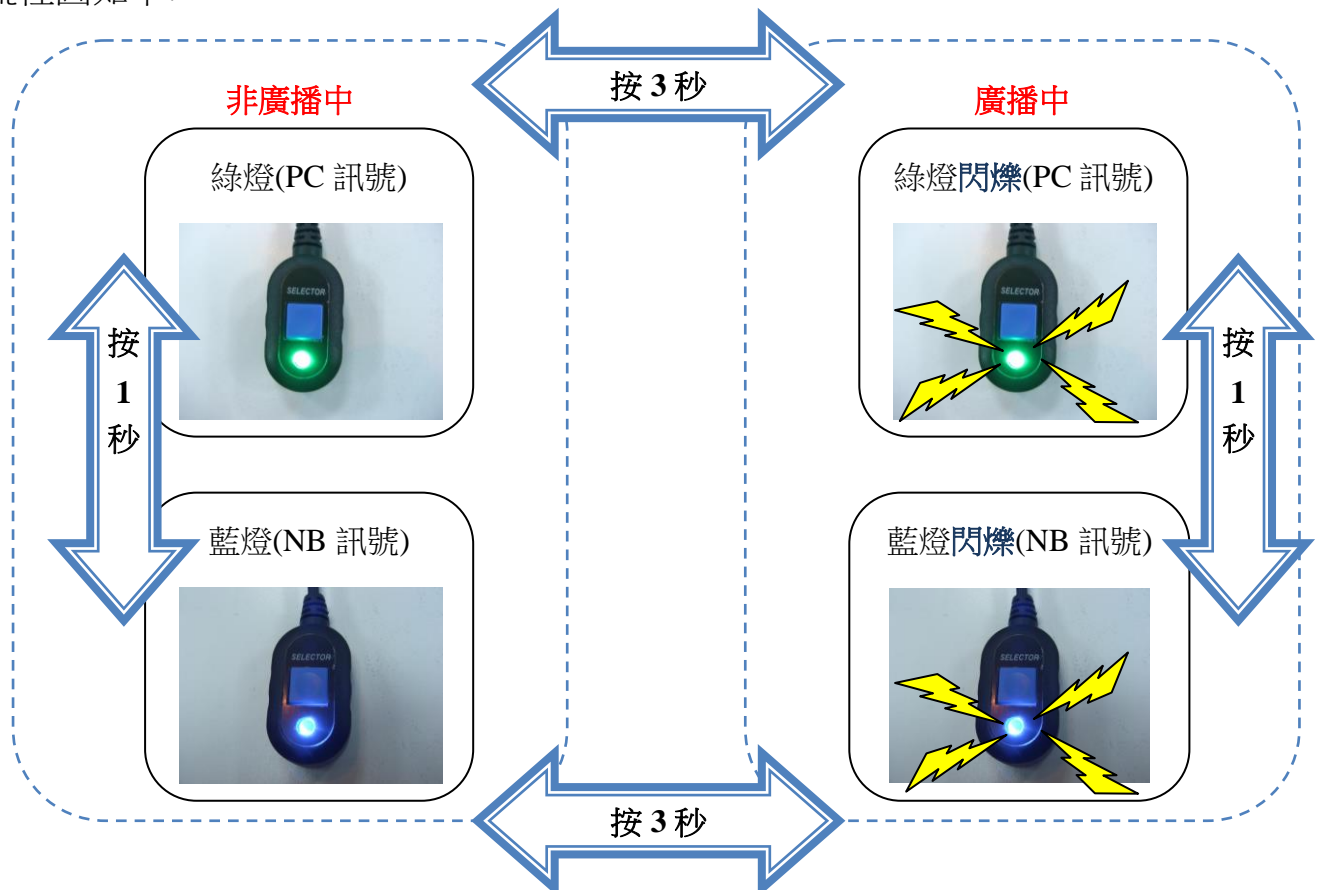 按 3 秒
非廣播中
廣播中
綠燈(PC 訊號)
綠燈閃爍(PC 訊號)
SELECTOR
SELECTOR
按
1
秒
按
1
秒
藍燈(NB 訊號)
藍燈閃爍(NB 訊號)
SELECTOR
SELECTOR
按 3 秒